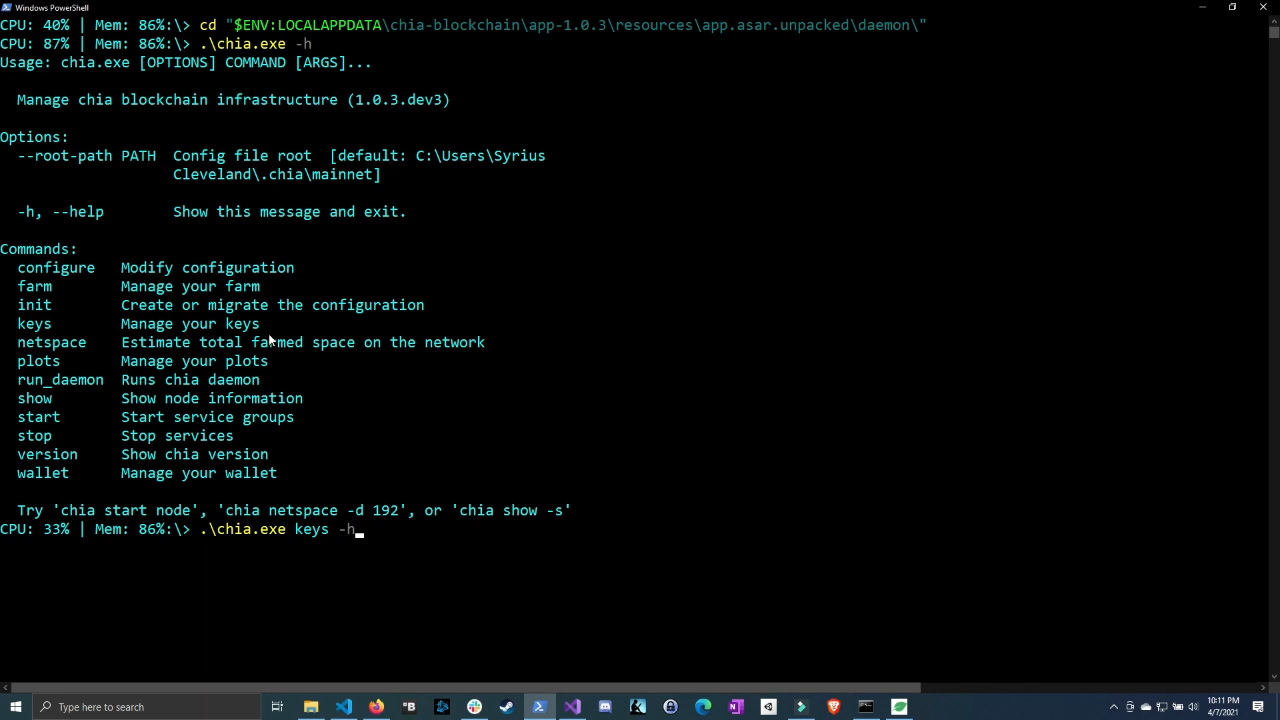 Windows PowerShell
CPU: 40% | Mem: 86%:\> cd "$ENV:LOCALAPPDATA\chia-blockchain\app-1.0.3\resources\app.asar.unpacked\daemon\"
CPU: 87% | Mem: 86%:\> .\chia.exe -h
Usage: chia.exe [OPTIONS] COMMAND [ARGS]...
Manage chia blockchain infrastructure (1.0.3.dev3)
Options:
--root-path PATH  Config file root  [default: C:\Users\Syrius
Cleveland\.chia\mainnet]
-h, --help        Show this message and exit.
Commands:
configure   Modify configuration
farm        Manage your farm
init        Create or migrate the configuration
keys        Manage your keys
netspace    Estimate total farmed space on the network
plots       Manage your plots
run_daemon  Runs chia daemon
show        Show node information
start       Start service groups
stop        Stop services
version     Show chia version
wallet      Manage your wallet
Try 'chia start node', 'chia netspace -d 192', or 'chia show -s'
CPU: 33% | Mem: 86%:\> .\chia.exe keys -h
Type here to search
10:11 PM
4/7/2021